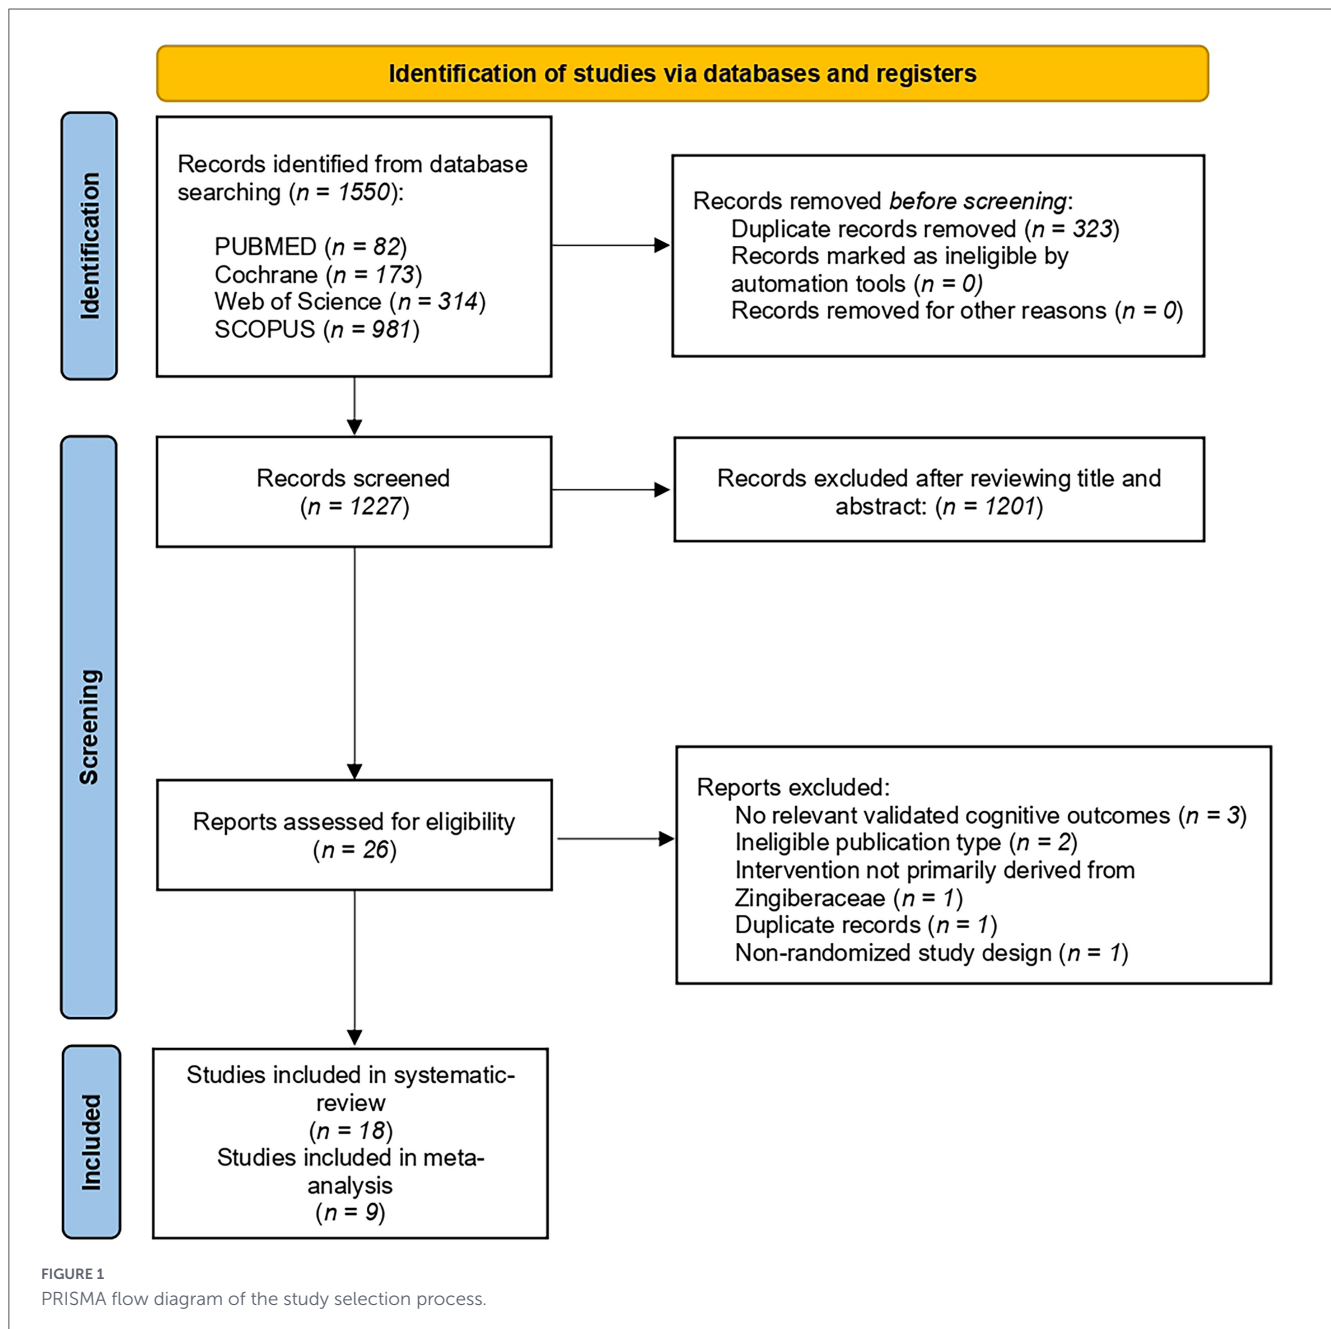 Identification of studies via databases and registers
Identification
Records identified from database
searching (n = 1550):
PUBMED (n = 82)
Cochrane (n = 173)
Web of Science (n = 314)
SCOPUS (n = 981)
Records removed before screening:
Duplicate records removed (n = 323)
Records marked as ineligible by
automation tools (n = 0)
Records removed for other reasons (n = 0)
Screening
Records screened
(n = 1227)
Records excluded after reviewing title and
abstract: (n = 1201)
Reports assessed for eligibility
(n = 26)
Reports excluded:
No relevant validated cognitive outcomes (n = 3)
Ineligible publication type (n = 2)
Intervention not primarily derived from
Zingiberaceae (n = 1)
Duplicate records (n = 1)
Non-randomized study design (n = 1)
Included
Studies included in systematic-
review
(n = 18)
Studies included in meta-
analysis
(n = 9)
FIGURE 1
PRISMA flow diagram of the study selection process.